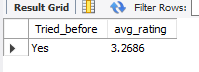 Result Grid Filter Rows:
Tried_before avg_rating
Yes 3.2686